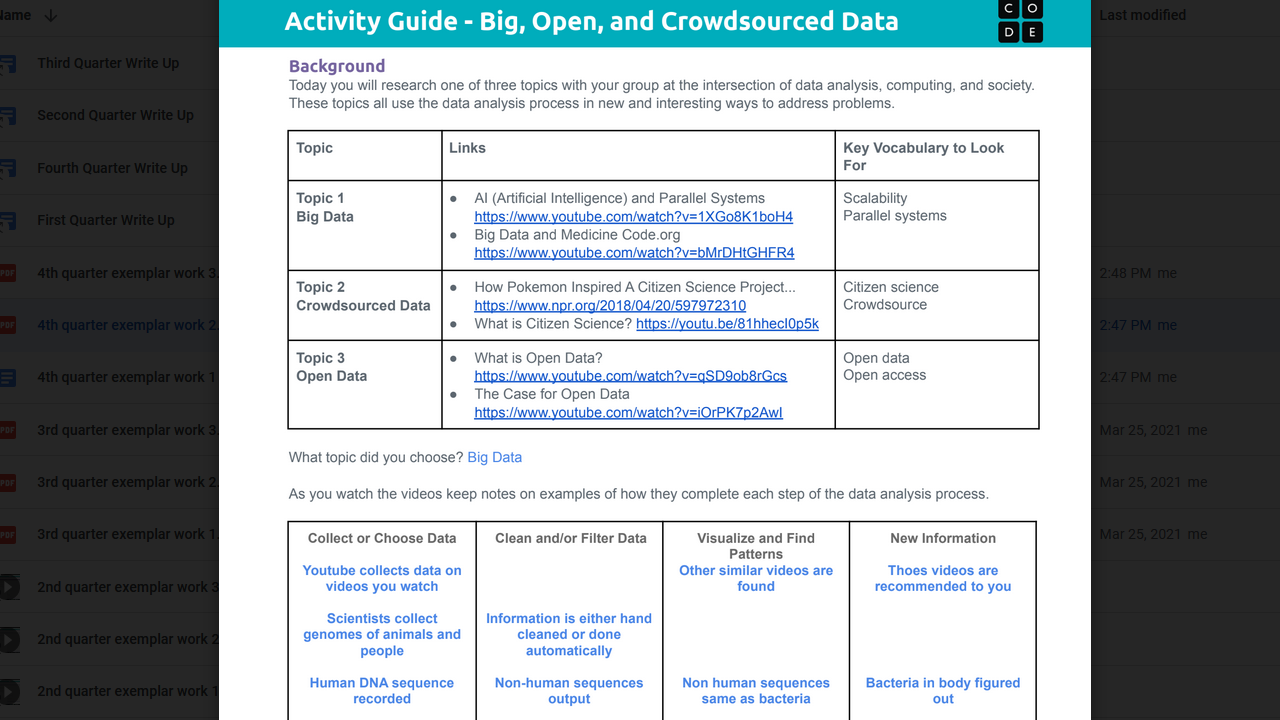 Name
Last modified
Activity Guide - Big, Open, and Crowdsourced Data
C O
D E
Third Quarter Write Up
Second Quarter Write Up
Fourth Quarter Write Up
First Quarter Write Up
PDF 4th quarter exemplar work 3.
2:48 PM me
PDF 4th quarter exemplar work 2.
2:47 PM me
4th quarter exemplar work 1
2:47 PM me
PDF 3rd quarter exemplar work 3.
Mar 25, 2021 me
PDF 3rd quarter exemplar work 2.
Mar 25, 2021 me
PDF 3rd quarter exemplar work 1.
Mar 25, 2021 me
2nd quarter exemplar work 3
2nd quarter exemplar work 2
2nd quarter exemplar work 1
Background
Today you will research one of three topics with your group at the intersection of data analysis, computing, and society.
These topics all use the data analysis process in new and interesting ways to address problems.
Topic
Links
Key Vocabulary to Look
For
Topic 1
Big Data
● AI (Artificial Intelligence) and Parallel Systems
https://www.youtube.com/watch?v=1XGo8K1boH4
● Big Data and Medicine Code.org
https://www.youtube.com/watch?v=bMrDHtGHFR4
Scalability
Parallel systems
Topic 2
Crowdsourced Data
● How Pokemon Inspired A Citizen Science Project...
https://www.npr.org/2018/04/20/597972310
● What is Citizen Science? https://youtu.be/81hhecI0p5k
Citizen science
Crowdsource
Topic 3
Open Data
● What is Open Data?
https://www.youtube.com/watch?v=qSD9ob8rGcs
● The Case for Open Data
https://www.youtube.com/watch?v=iOrPK7p2AwI
Open data
Open access
What topic did you choose? Big Data
As you watch the videos keep notes on examples of how they complete each step of the data analysis process.
Collect or Choose Data
Youtube collects data on
videos you watch
Scientists collect
genomes of animals and
people
Human DNA sequence
recorded
Clean and/or Filter Data
Information is either hand
cleaned or done
automatically
Non-human sequences
output
Visualize and Find
Patterns
Other similar videos are
found
Non human sequences
same as bacteria
New Information
Thoes videos are
recommended to you
Bacteria in body figured
out